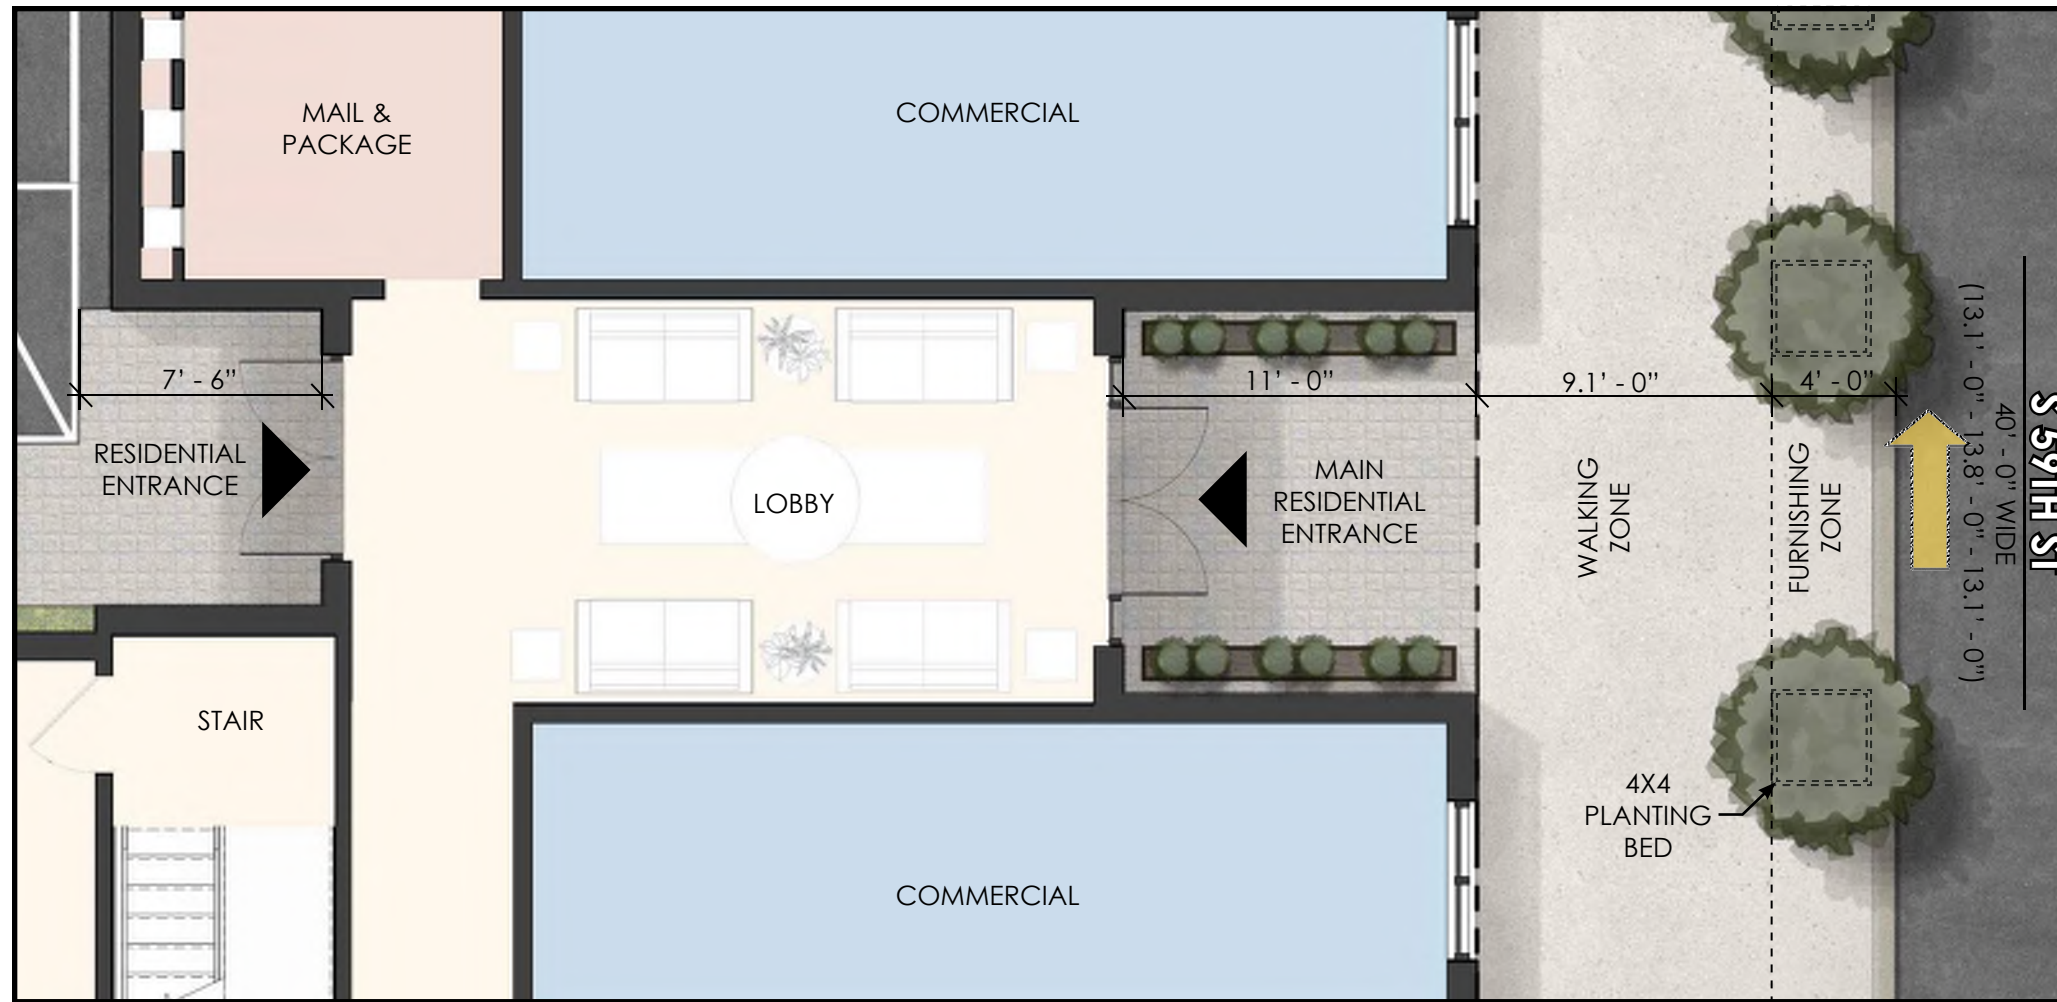 MAIL &
PACKAGE
COMMERCIAL
7' - 6"
11' - 0"
9.1' - 0"
4' - 0"
RESIDENTIAL
ENTRANCE
LOBBY
MAIN
RESIDENTIAL
ENTRANCE
WALKING
ZONE
FURNISHING
ZONE
(13.1' - 0" - 13.8' - 0" - 13.1' - 0")
40' - 0" WIDE
S 59TH ST
STAIR
4X4
PLANTING
BED
COMMERCIAL